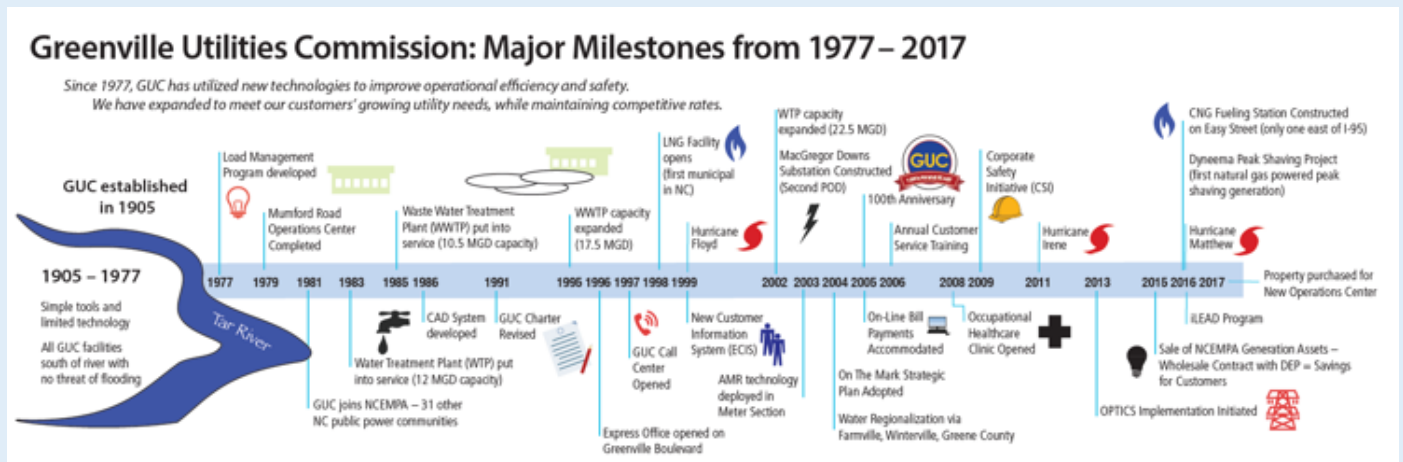 Greenville Utilities Commission: Major Milestones from 1977 – 2017
Since 1977, GUC has utilized new technologies to improve operational efficiency and safety.
We have expanded to meet our customers' growing utility needs, while maintaining competitive rates.
GUC established
in 1905
1905 – 1977
Simple tools and
limited technology
All GUC facilities
south of river with
no threat of flooding
Tar River
Load Management
Program developed
Mumford Road
Operations Center
Completed
Waste Water Treatment
Plant (WWTP) put into
service (10.5 MGD capacity)
WWTP capacity
expanded
(17.5 MGD)
LNG Facility
opens
(first municipal
in NC)
Hurricane
Floyd
WTP capacity
expanded (22.5 MGD)
MacGregor Downs
Substation Constructed
(Second POD)
GUC
100th Anniversary
Annual Customer
Service Training
Corporate
Safety
Initiative (CSI)
Hurricane
Irene
CNG Fueling Station Constructed
on Easy Street (only one east of I-95)
Dyneema Peak Shaving Project
(first natural gas powered peak
shaving generation)
Hurricane
Matthew
1977 1979 1981 1983 1985 1986 1991 1995 1996 1997 1998 1999 2002 2003 2004 2005 2006 2008 2009 2011 2013 2015 2016 2017
Property purchased for
New Operations Center
GUC joins NCEMPA – 31 other
NC public power communities
Water Treatment Plant (WTP) put
into service (12 MGD capacity)
CAD System
developed
GUC Charter
Revised
Express Office opened on
Greenville Boulevard
GUC Call
Center
Opened
New Customer
Information
System (ECIS)
AMR technology
deployed in
Meter Section
On The Mark Strategic
Plan Adopted
Water Regionalization via
Farmville, Winterville, Greene County
On-Line Bill
Payments
Accommodated
Occupational
Healthcare
Clinic Opened
OPTICS Implementation Initiated
Sale of NCEMPA Generation Assets –
Wholesale Contract with DEP = Savings
for Customers
iLEAD Program